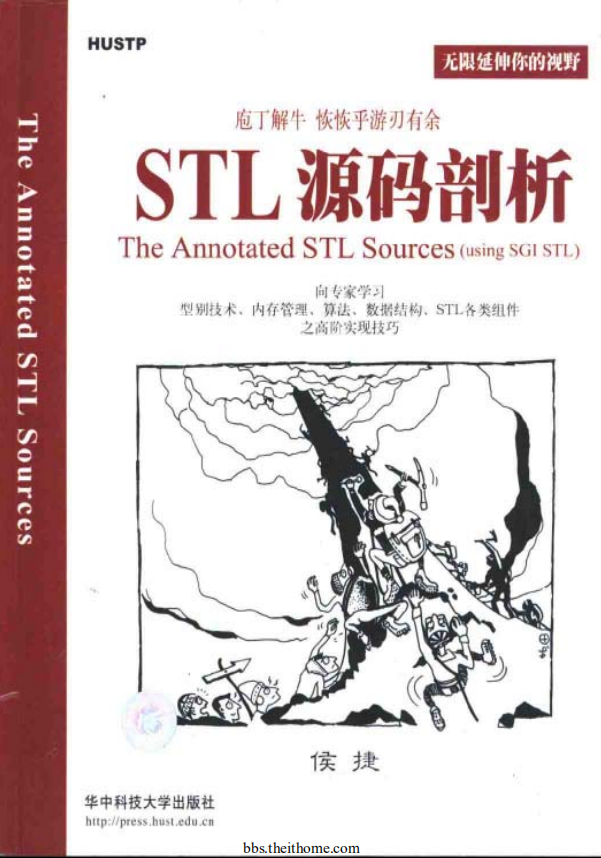 HUSTP
无限延伸你的视野
庖丁解牛 恢恢乎游刃有余
STL 源码剖析
The Annotated STL Sources (using SGI STL)
向专家学习
型别技术、内存管理、算法、数据结构、STL各类组件
之高阶实现技巧
The Annotated STL Sources
侯 捷
华中科技大学出版社
http://press.hust.edu.cn
bbs.theithome.com